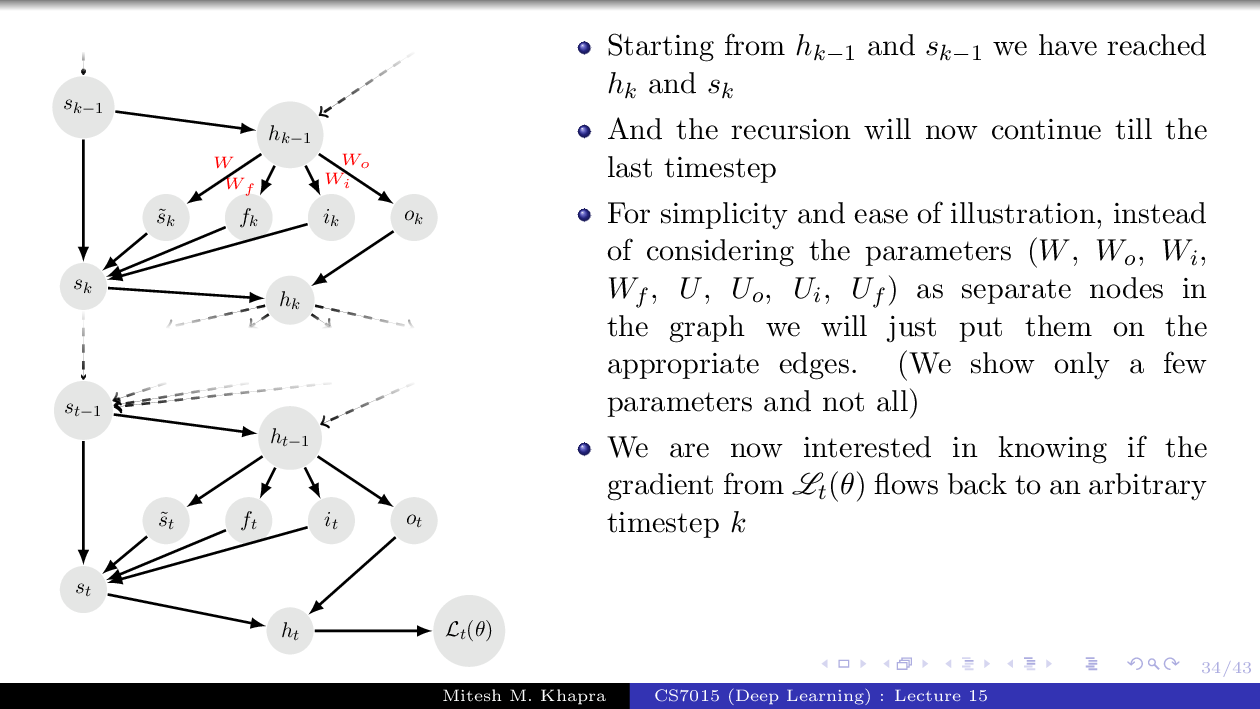 s_{k−1}
h_{k−1}
W
W_f
W_i
W_o
s̃_k
f_k
i_k
o_k
s_k
h_k
s_{t−1}
h_{t−1}
s̃_t
f_t
i_t
o_t
s_t
h_t
ℒ_t(θ)
Starting from h_{k−1} and s_{k−1} we have reached
h_k and s_k
And the recursion will now continue till the
last timestep
For simplicity and ease of illustration, instead
of considering the parameters (W, W_o, W_i,
W_f, U, U_o, U_i, U_f) as separate nodes in
the graph we will just put them on the
appropriate edges. (We show only a few
parameters and not all)
We are now interested in knowing if the
gradient from ℒ_t(θ) flows back to an arbitrary
timestep k
34/43
Mitesh M. Khapra
CS7015 (Deep Learning) : Lecture 15